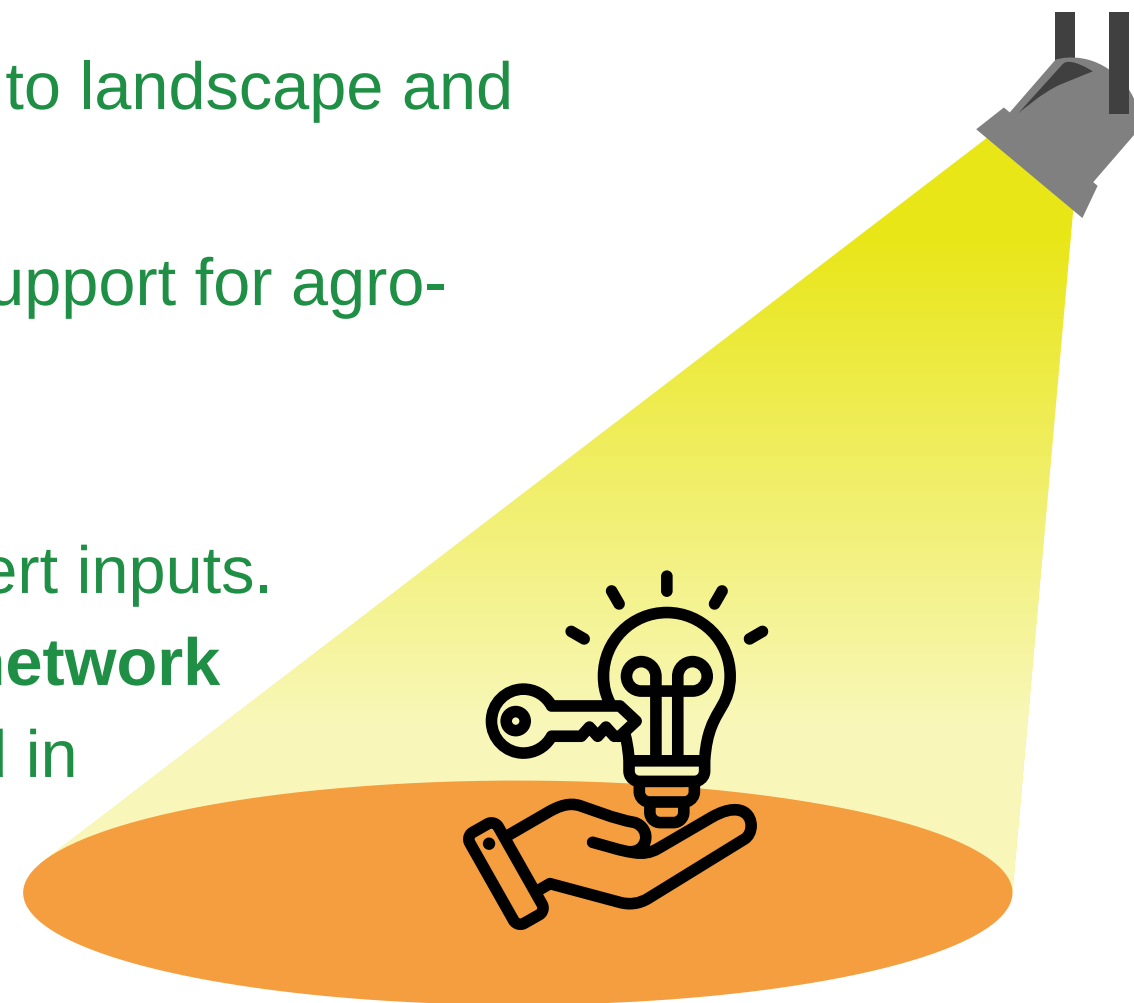 to landscape and
upport for agro-
ert inputs.
network
in